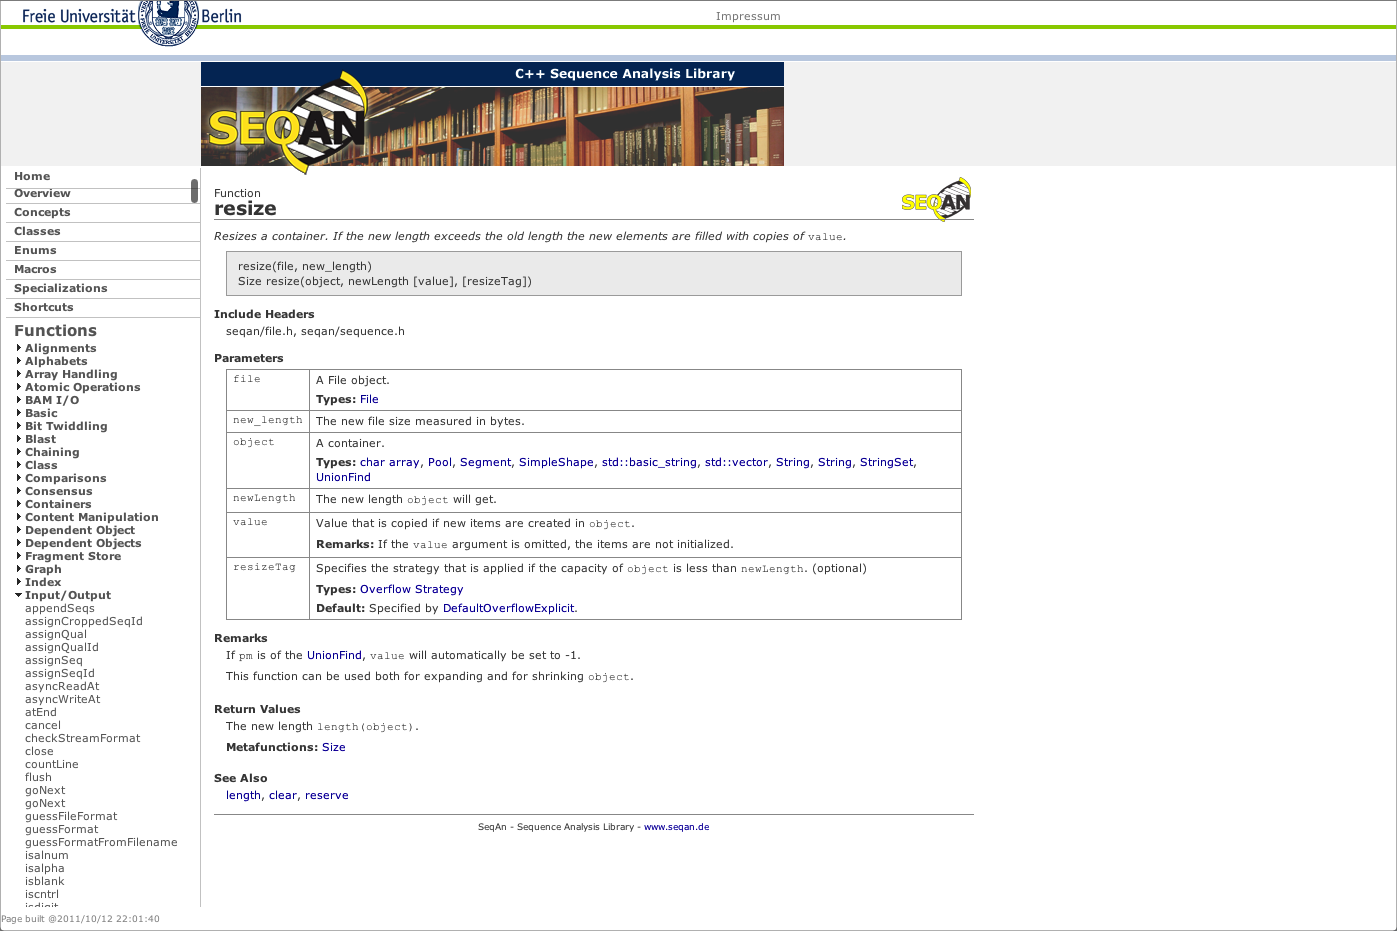 Freie Universität Berlin
Impressum
C++ Sequence Analysis Library
SEQAN
Home
Overview
Concepts
Classes
Enums
Macros
Specializations
Shortcuts
Functions
Alignments
Alphabets
Array Handling
Atomic Operations
BAM I/O
Basic
Bit Twiddling
Blast
Chaining
Class
Comparisons
Consensus
Containers
Content Manipulation
Dependent Object
Dependent Objects
Fragment Store
Graph
Index
Input/Output
appendSeqs
assignCroppedSeqId
assignQual
assignQualId
assignSeq
assignSeqId
asyncReadAt
asyncWriteAt
atEnd
cancel
checkStreamFormat
close
countLine
flush
goNext
goNext
guessFileFormat
guessFormat
guessFormatFromFilename
isalnum
isalpha
isblank
iscntrl
isdigit
Page built @2011/10/12 22:01:40
Function
resize
SEQAN
Resizes a container. If the new length exceeds the old length the new elements are filled with copies of value.
resize(file, new_length)
Size resize(object, newLength [value], [resizeTag])
Include Headers
seqan/file.h, seqan/sequence.h
Parameters
file
A File object.
Types: File
new_length
The new file size measured in bytes.
object
A container.
Types: char array, Pool, Segment, SimpleShape, std::basic_string, std::vector, String, String, StringSet,
UnionFind
newLength
The new length object will get.
value
Value that is copied if new items are created in object.
Remarks: If the value argument is omitted, the items are not initialized.
resizeTag
Specifies the strategy that is applied if the capacity of object is less than newLength. (optional)
Types: Overflow Strategy
Default: Specified by DefaultOverflowExplicit.
Remarks
If pm is of the UnionFind, value will automatically be set to -1.
This function can be used both for expanding and for shrinking object.
Return Values
The new length length(object).
Metafunctions: Size
See Also
length, clear, reserve
SeqAn - Sequence Analysis Library - www.seqan.de